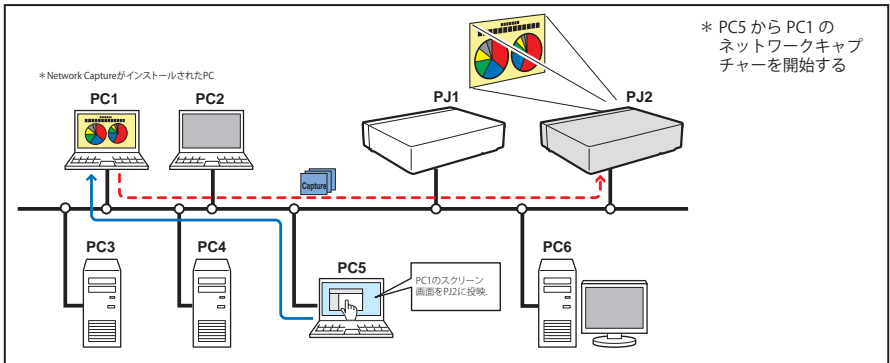 ＊ PC5 から PC1 の
ネットワークキャプ
チャーを開始する
＊Network CaptureがインストールされたPC
PC1
PC2
PJ1
PJ2
Capture
PC3
PC4
PC5
PC1のスクリーン
画面をPJ2に投映.
PC6